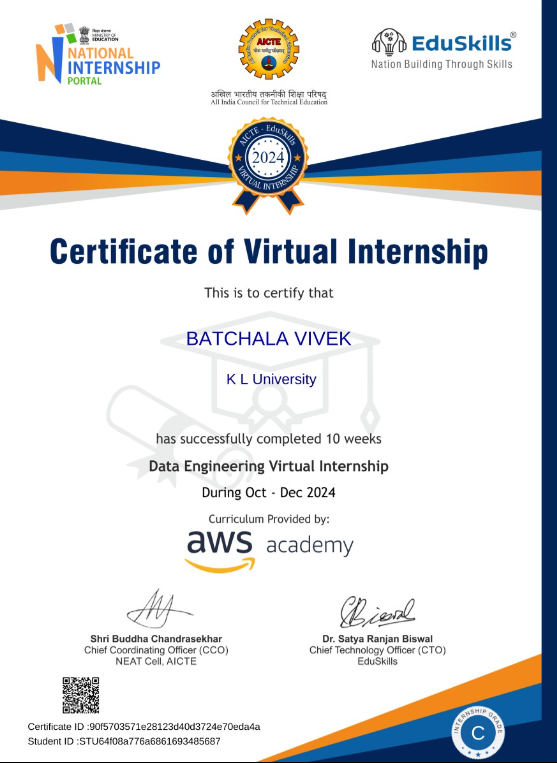 शिक्षा मंत्रालय
MINISTRY OF
EDUCATION
NATIONAL
INTERNSHIP
PORTAL
AICTE
अखिल भारतीय तकनीकी शिक्षा परिषद्
All India Council for Technical Education
EduSkills®
Nation Building Through Skills
AICTE - EduSkills
2024
VIRTUAL INTERNSHIP
Certificate of Virtual Internship
This is to certify that
BATCHALA VIVEK
K L University
has successfully completed 10 weeks
Data Engineering Virtual Internship
During Oct - Dec 2024
Curriculum Provided by:
aws academy
Shri Buddha Chandrasekhar
Chief Coordinating Officer (CCO)
NEAT Cell, AICTE
Dr. Satya Ranjan Biswal
Chief Technology Officer (CTO)
EduSkills
Certificate ID :90f5703571e28123d40d3724e70eda4a
Student ID :STU64f08a776a6861693485687
INTERNSHIP GRADE
C